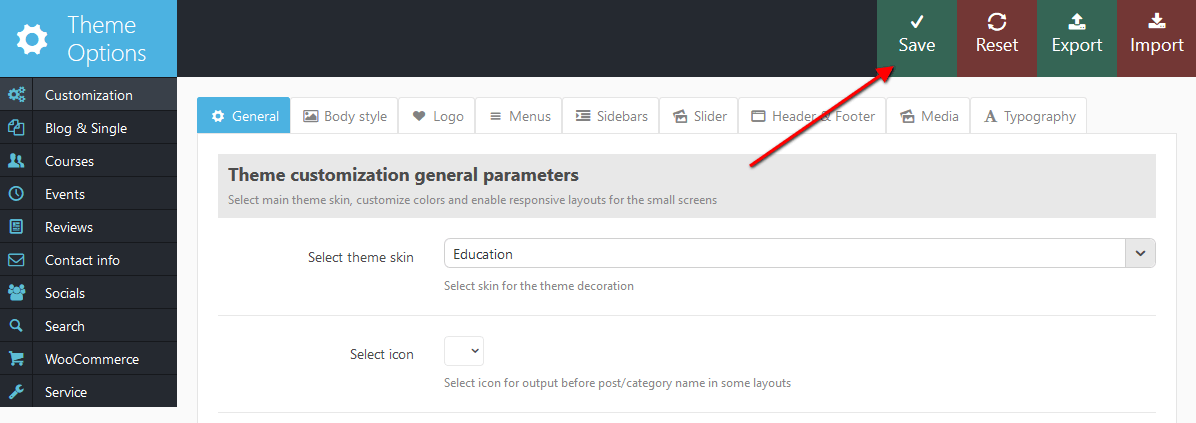 Theme
Options
Save
Reset
Export
Import
Customization
Blog & Single
Courses
Events
Reviews
Contact info
Socials
Search
WooCommerce
Service
General
Body style
Logo
Menus
Sidebars
Slider
Header & Footer
Media
Typography
Theme customization general parameters
Select main theme skin, customize colors and enable responsive layouts for the small screens
Select theme skin
Education
Select skin for the theme decoration
Select icon
Select icon for output before post/category name in some layouts